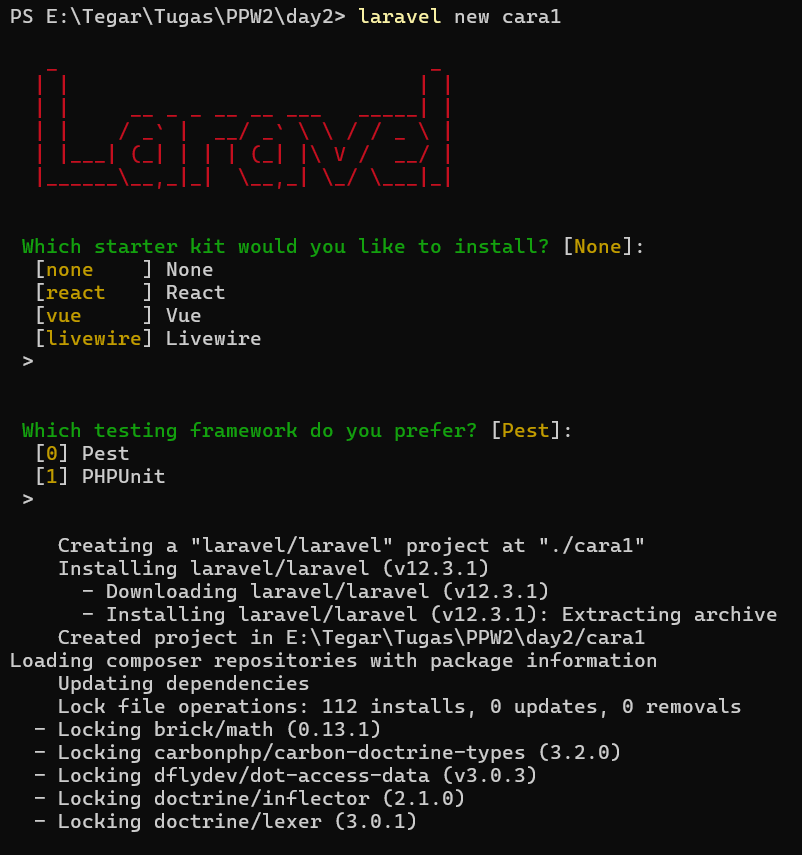 PS E:\Tegar\Tugas\PPW2\day2> laravel new cara1
Laravel
Which starter kit would you like to install? [None]:
[none    ] None
[react   ] React
[vue     ] Vue
[livewire] Livewire
>
Which testing framework do you prefer? [Pest]:
[0] Pest
[1] PHPUnit
>
Creating a "laravel/laravel" project at "./cara1"
Installing laravel/laravel (v12.3.1)
- Downloading laravel/laravel (v12.3.1)
- Installing laravel/laravel (v12.3.1): Extracting archive
Created project in E:\Tegar\Tugas\PPW2\day2/cara1
Loading composer repositories with package information
Updating dependencies
Lock file operations: 112 installs, 0 updates, 0 removals
- Locking brick/math (0.13.1)
- Locking carbonphp/carbon-doctrine-types (3.2.0)
- Locking dflydev/dot-access-data (v3.0.3)
- Locking doctrine/inflector (2.1.0)
- Locking doctrine/lexer (3.0.1)